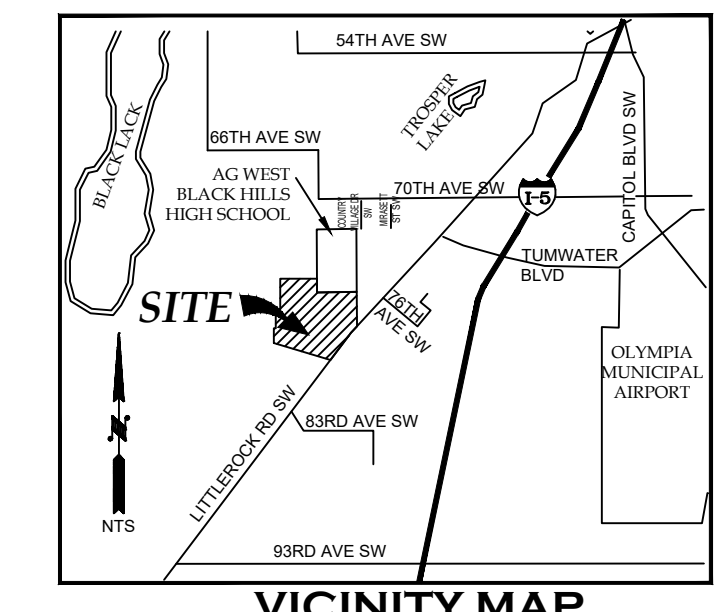 54TH AVE SW
TROSPER
LAKE
BLACK LACK
CAPITOL BLVD SW
66TH AVE SW
AG WEST
BLACK HILLS
HIGH SCHOOL
70TH AVE SW
I-5
COUNTRY
VILLAGE DR
SW
MIRASETT
ST SW
TUMWATER
BLVD
SITE
76TH
AVE SW
OLYMPIA
MUNICIPAL
AIRPORT
LITTLEROCK RD SW
83RD AVE SW
N
NTS
93RD AVE SW
VICINITY MAP